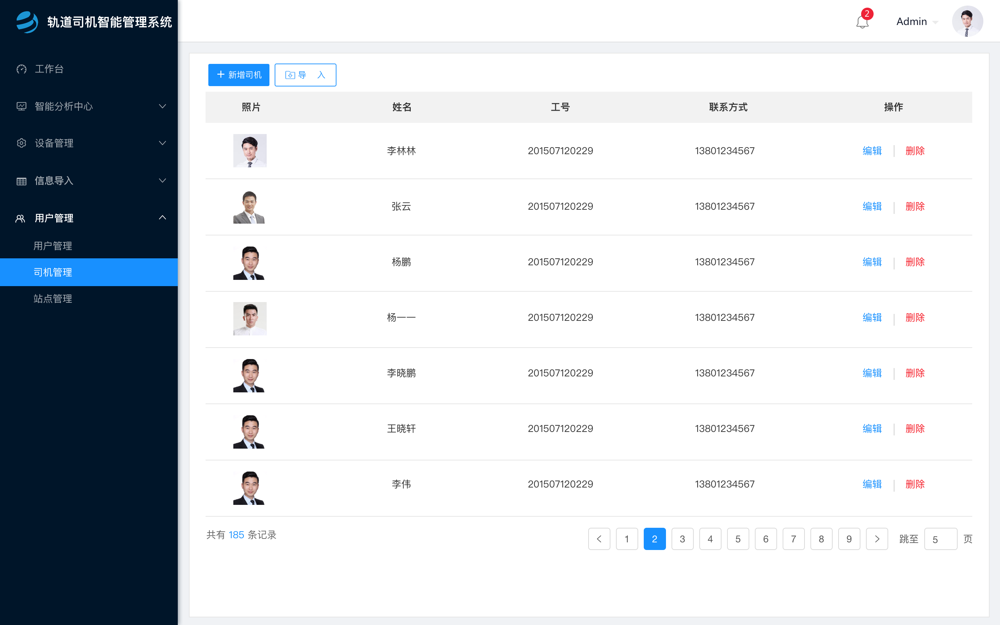 轨道司机智能管理系统
2
Admin
工作台
智能分析中心
设备管理
信息导入
用户管理
用户管理
司机管理
站点管理
新增司机
导 入
照片 姓名 工号 联系方式 操作
李林林 201507120229 13801234567 编辑 | 删除
张云 201507120229 13801234567 编辑 | 删除
杨鹏 201507120229 13801234567 编辑 | 删除
杨一一 201507120229 13801234567 编辑 | 删除
李晓鹏 201507120229 13801234567 编辑 | 删除
王晓轩 201507120229 13801234567 编辑 | 删除
李伟 201507120229 13801234567 编辑 | 删除
共有 185 条记录
1 2 3 4 5 6 7 8 9 跳至 5 页